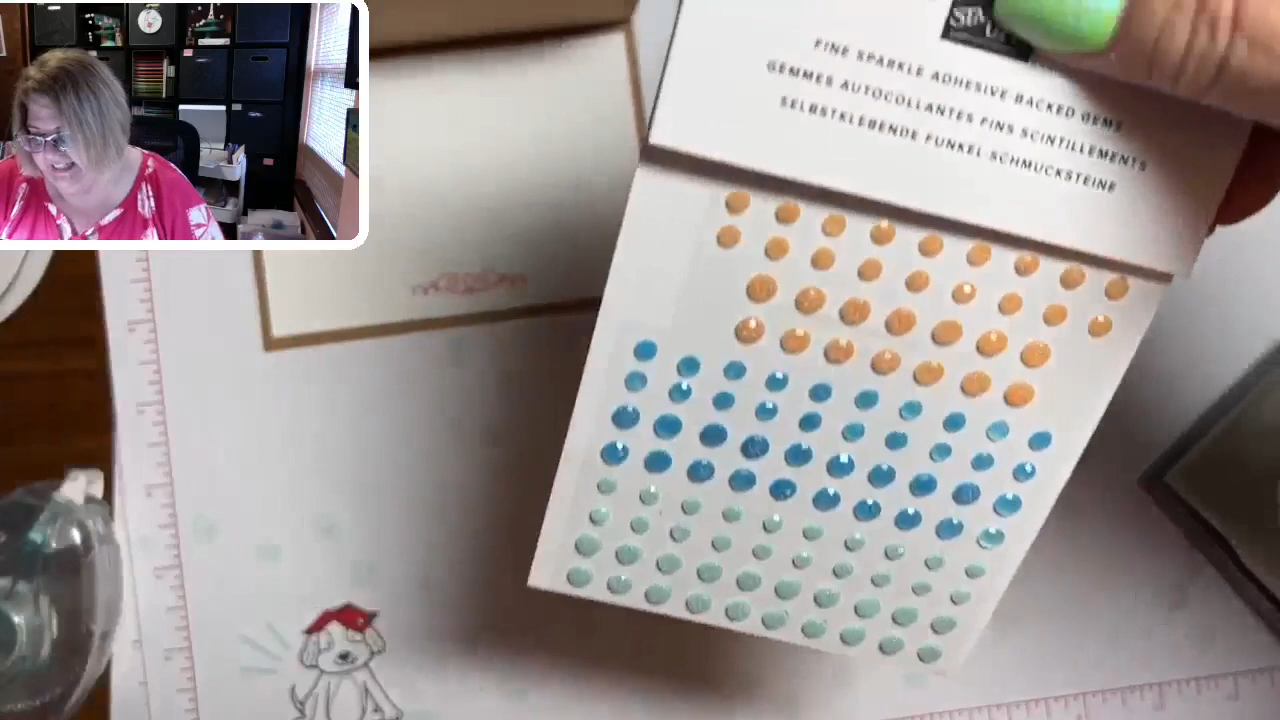 FINE SPARKLE ADHESIVE-BACKED GEMS
GEMMES AUTOCOLLANTES FINS SCINTILLEMENTS
SELBSTKLEBENDE FUNKEL-SCHMUCKSTEINE